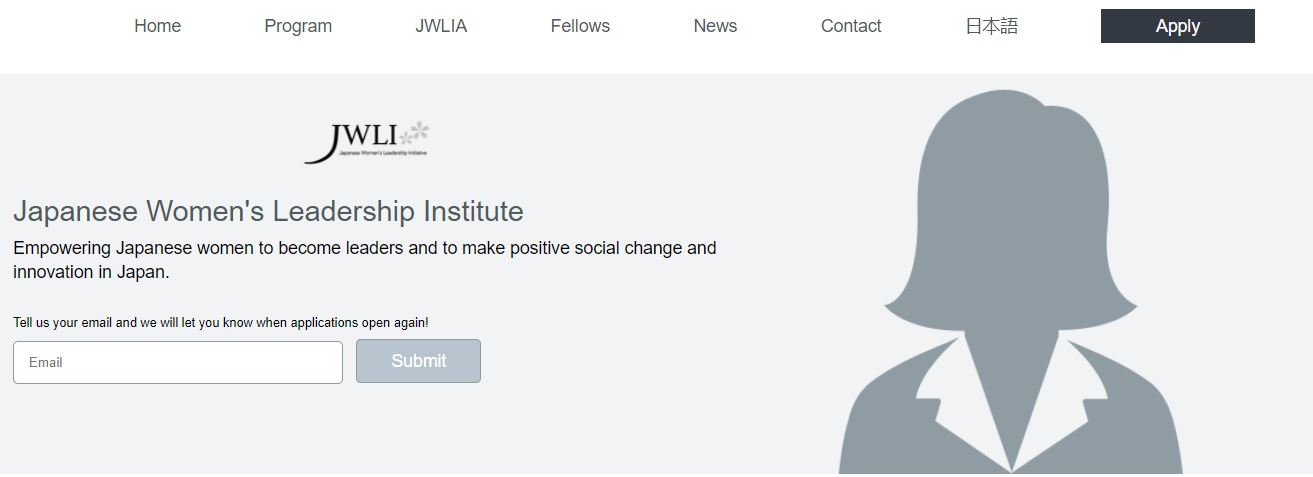 Home Program JWLIA Fellows News Contact 日本語 Apply
JWLI
Japanese Women's Leadership Initiative
Japanese Women's Leadership Institute
Empowering Japanese women to become leaders and to make positive social change and
innovation in Japan.
Tell us your email and we will let you know when applications open again!
Email Submit